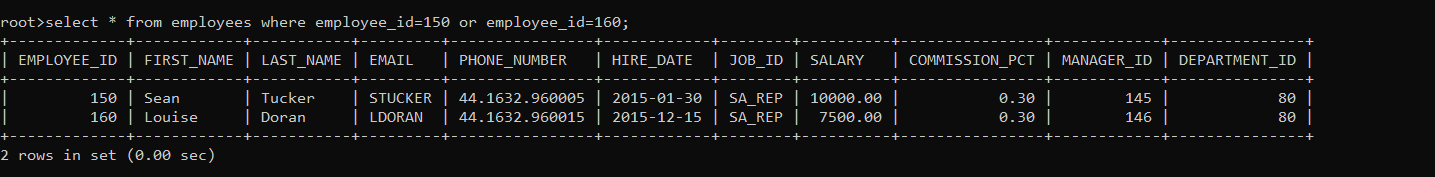 root>select * from employees where employee_id=150 or employee_id=160;
+-------------+------------+-----------+---------+----------------+------------+--------+----------+----------------+------------+---------------+
| EMPLOYEE_ID | FIRST_NAME | LAST_NAME | EMAIL   | PHONE_NUMBER   | HIRE_DATE  | JOB_ID | SALARY   | COMMISSION_PCT | MANAGER_ID | DEPARTMENT_ID |
+-------------+------------+-----------+---------+----------------+------------+--------+----------+----------------+------------+---------------+
|         150 | Sean       | Tucker    | STUCKER | 44.1632.960005 | 2015-01-30 | SA_REP | 10000.00 |           0.30 |        145 |            80 |
|         160 | Louise     | Doran     | LDORAN  | 44.1632.960015 | 2015-12-15 | SA_REP |  7500.00 |           0.30 |        146 |            80 |
+-------------+------------+-----------+---------+----------------+------------+--------+----------+----------------+------------+---------------+
2 rows in set (0.00 sec)